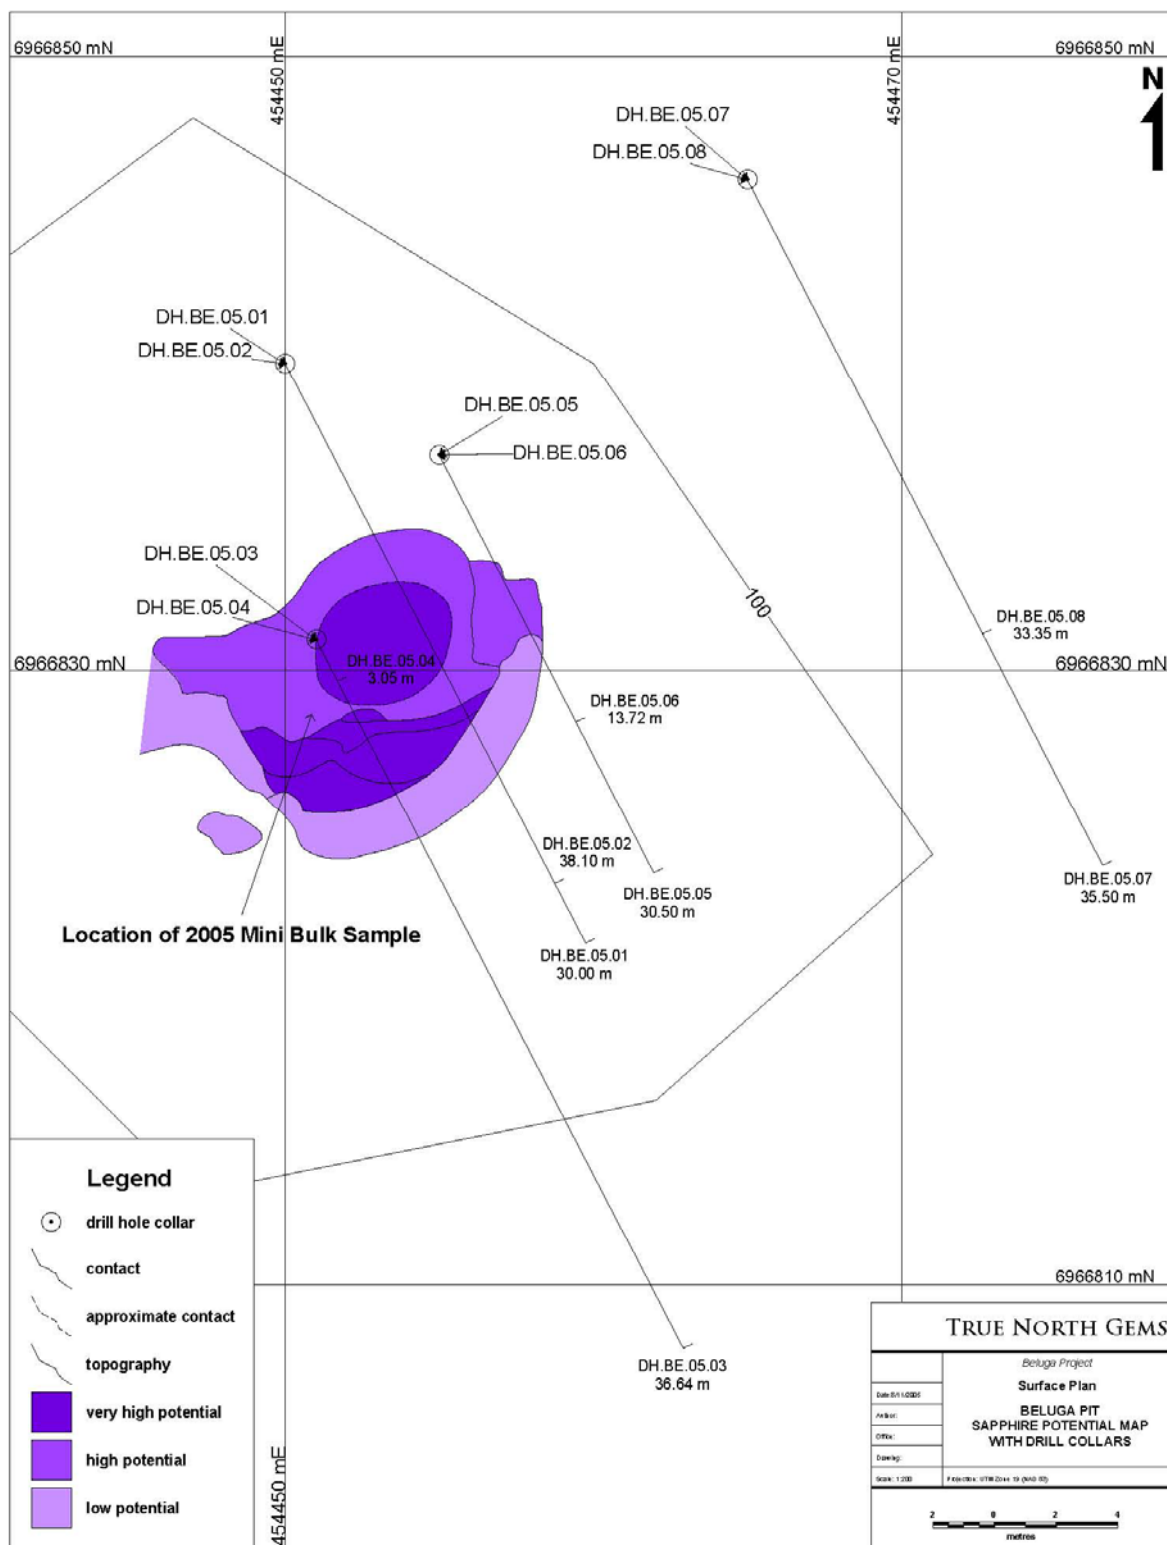 6966850 mN
454450 mE
454470 mE
6966850 mN
N
DH.BE.05.07
DH.BE.05.08
DH.BE.05.01
DH.BE.05.02
DH.BE.05.05
DH.BE.05.06
DH.BE.05.03
DH.BE.05.04
100
DH.BE.05.08
33.35 m
6966830 mN
DH.BE.05.04
3.05 m
6966830 mN
DH.BE.05.06
13.72 m
DH.BE.05.02
38.10 m
DH.BE.05.05
30.50 m
DH.BE.05.07
35.50 m
Location of 2005 Mini Bulk Sample
DH.BE.05.01
30.00 m
6966810 mN
DH.BE.05.03
36.64 m
454450 mE
Legend
drill hole collar
contact
approximate contact
topography
very high potential
high potential
low potential
TRUE NORTH GEMS
Beluga Project
Surface Plan
BELUGA PIT
SAPPHIRE POTENTIAL MAP
WITH DRILL COLLARS
Author:
Office:
Drawing:
Scale: 1:200
2 0 2 4
metres